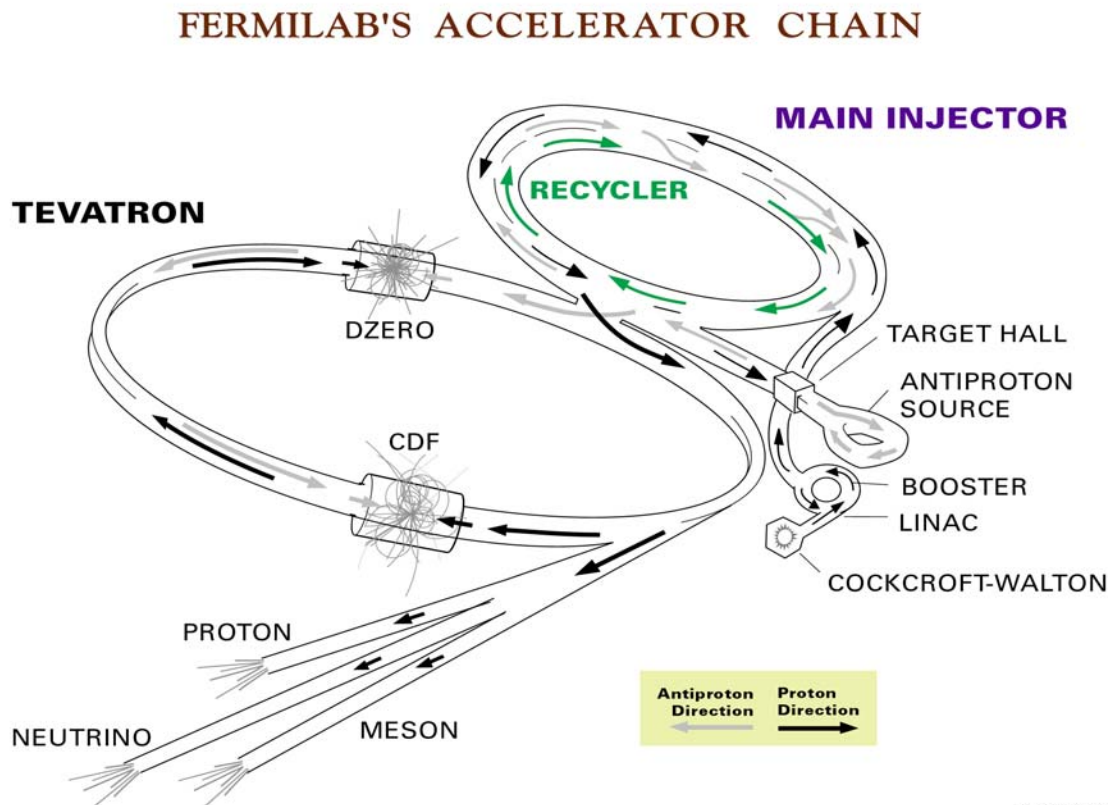 FERMILAB'S ACCELERATOR CHAIN
MAIN INJECTOR
RECYCLER
TEVATRON
DZERO
TARGET HALL
ANTIPROTON
SOURCE
CDF
BOOSTER
LINAC
COCKCROFT-WALTON
PROTON
Antiproton
Direction
Proton
Direction
NEUTRINO
MESON